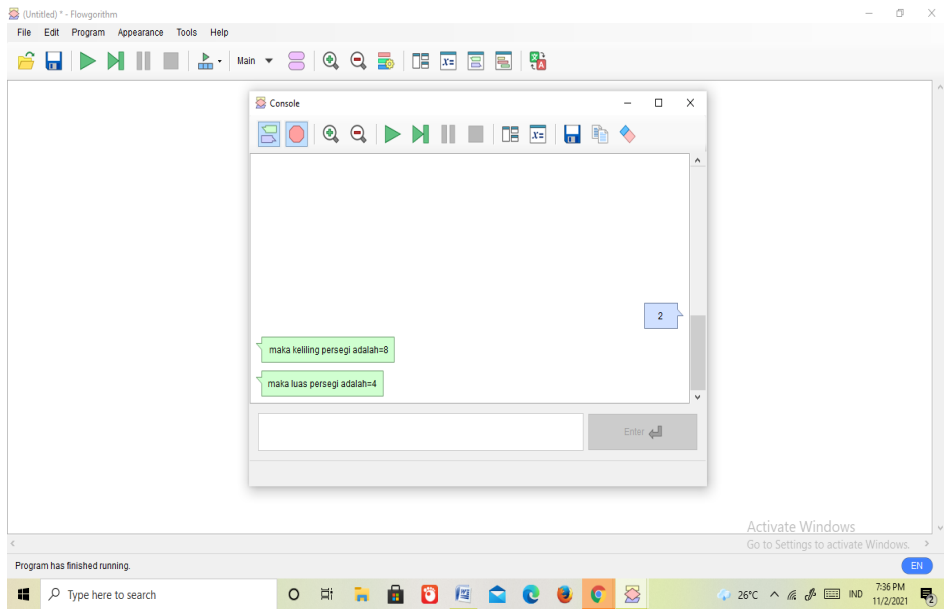 (Untitled) * - Flowgorithm
File Edit Program Appearance Tools Help
Main
Console
2
maka keliling persegi adalah=8
maka luas persegi adalah=4
Enter
Activate Windows
Go to Settings to activate Windows.
Program has finished running.
EN
Type here to search
26°C
IND
7:36 PM
11/2/2021
2